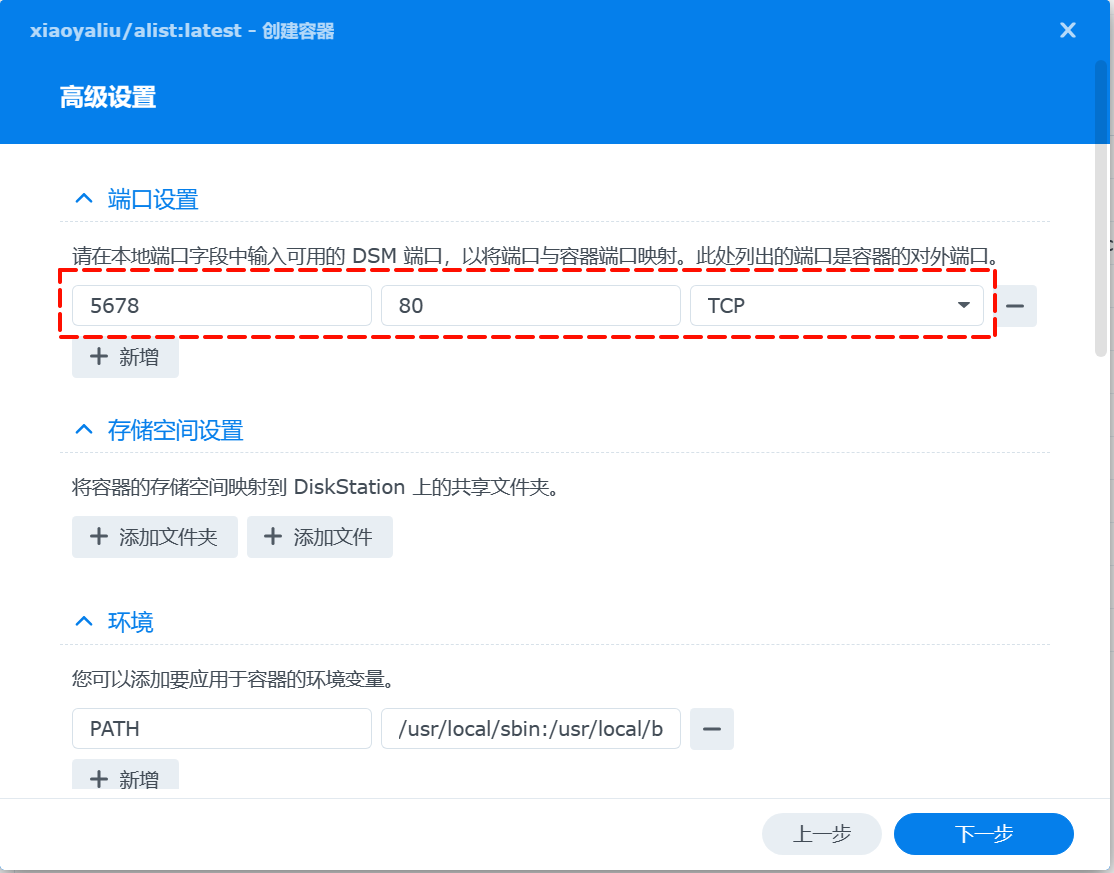 xiaoyaliu/alist:latest - 创建容器
高级设置
端口设置
请在本地端口字段中输入可用的 DSM 端口，以将端口与容器端口映射。此处列出的端口是容器的对外端口。
5678 80 TCP
新增
存储空间设置
将容器的存储空间映射到 DiskStation 上的共享文件夹。
添加文件夹 添加文件
环境
您可以添加要应用于容器的环境变量。
PATH /usr/local/sbin:/usr/local/b
新增
上一步 下一步